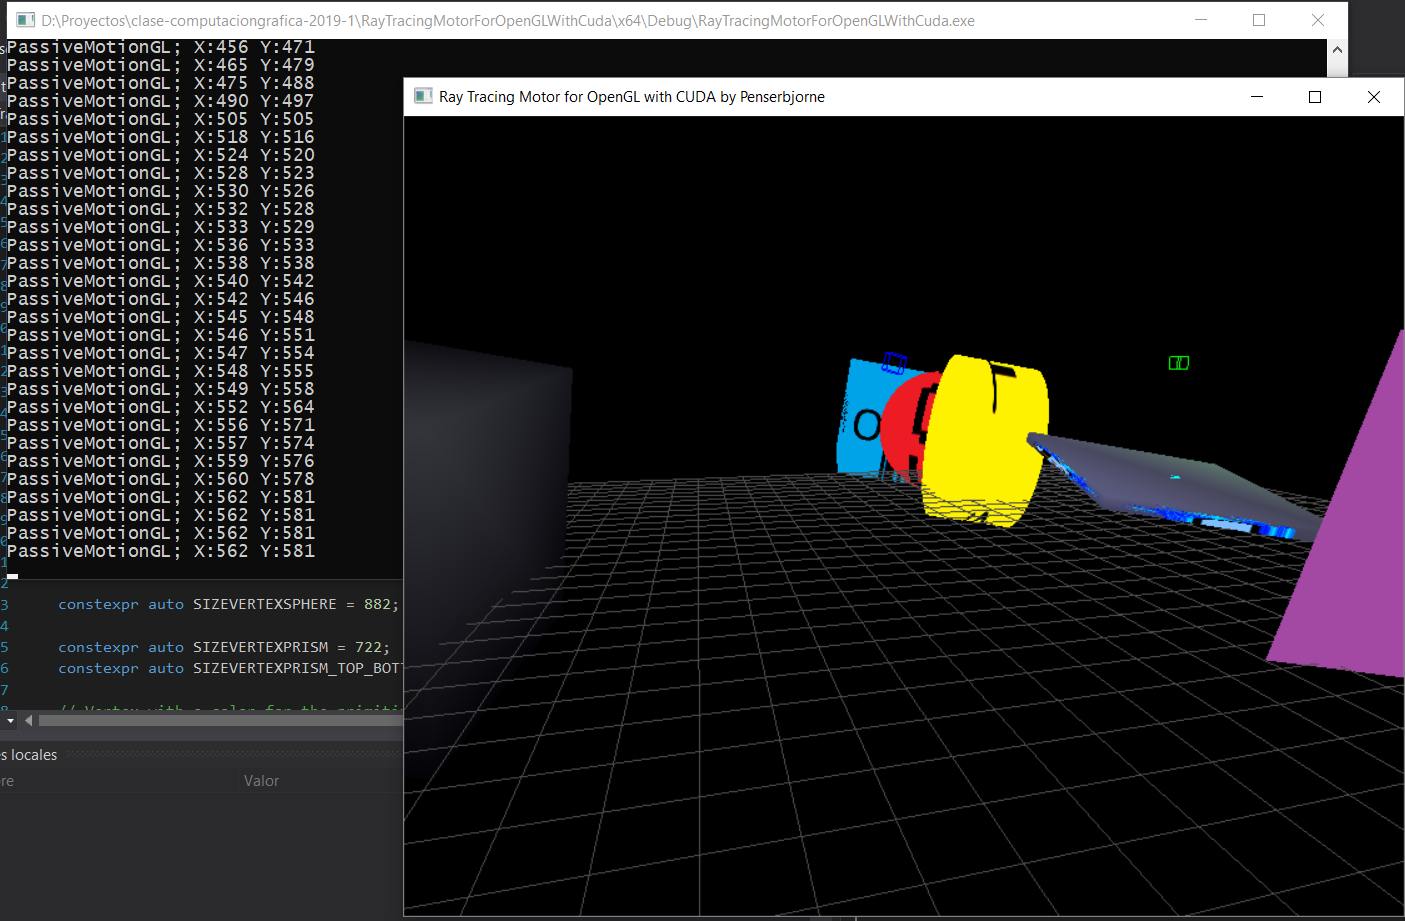 D:\Proyectos\clase-computaciongrafica-2019-1\RayTracingMotorForOpenGLWithCuda\x64\Debug\RayTracingMotorForOpenGLWithCuda.exe
PassiveMotionGL; X:456 Y:471
PassiveMotionGL; X:465 Y:479
PassiveMotionGL; X:475 Y:488
PassiveMotionGL; X:490 Y:497
PassiveMotionGL; X:505 Y:505
PassiveMotionGL; X:518 Y:516
PassiveMotionGL; X:524 Y:520
PassiveMotionGL; X:528 Y:523
PassiveMotionGL; X:530 Y:526
PassiveMotionGL; X:532 Y:528
PassiveMotionGL; X:533 Y:529
PassiveMotionGL; X:536 Y:533
PassiveMotionGL; X:538 Y:538
PassiveMotionGL; X:540 Y:542
PassiveMotionGL; X:542 Y:546
PassiveMotionGL; X:545 Y:548
PassiveMotionGL; X:546 Y:551
PassiveMotionGL; X:547 Y:554
PassiveMotionGL; X:548 Y:555
PassiveMotionGL; X:549 Y:558
PassiveMotionGL; X:552 Y:564
PassiveMotionGL; X:556 Y:571
PassiveMotionGL; X:557 Y:574
PassiveMotionGL; X:559 Y:576
PassiveMotionGL; X:560 Y:578
PassiveMotionGL; X:562 Y:581
PassiveMotionGL; X:562 Y:581
PassiveMotionGL; X:562 Y:581
PassiveMotionGL; X:562 Y:581
Ray Tracing Motor for OpenGL with CUDA by Penserbjorne
O
3 constexpr auto SIZEVERTEXSPHERE = 882;
4
5 constexpr auto SIZEVERTEXPRISM = 722;
6 constexpr auto SIZEVERTEXPRISM_TOP_BOTT
7
s locales
re Valor